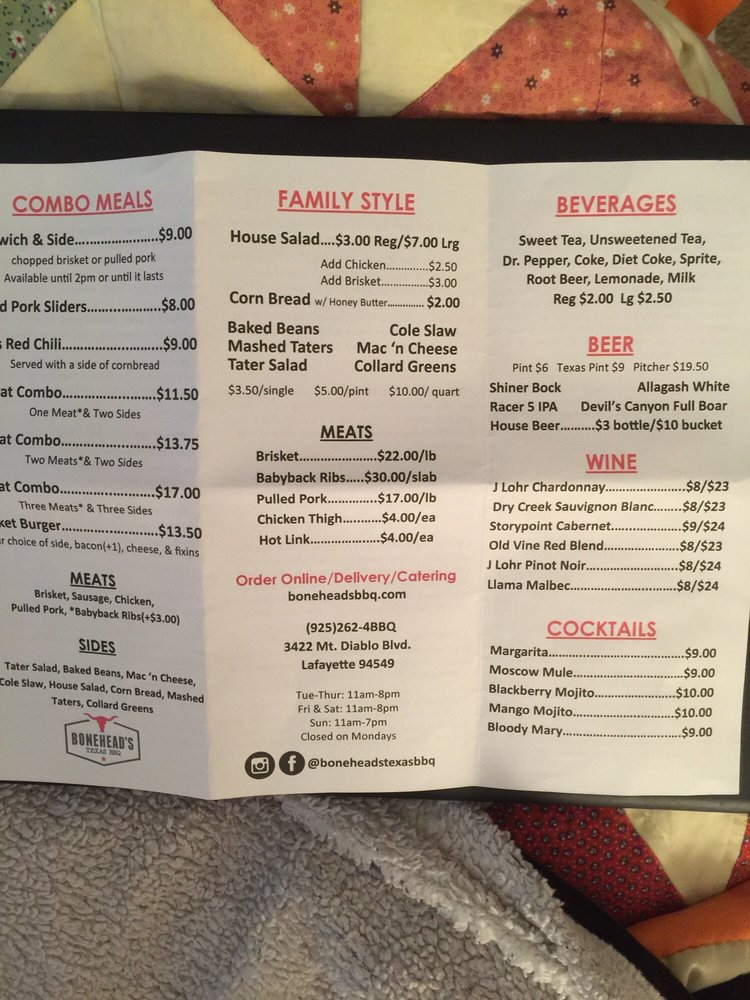 COMBO MEALS
wich & Side......................$9.00
chopped brisket or pulled pork
Available until 2pm or until it lasts
d Pork Sliders....................$8.00
s Red Chili.......................$9.00
Served with a side of cornbread
at Combo.......................$11.50
One Meat*& Two Sides
at Combo.......................$13.75
Two Meats*& Two Sides
at Combo.......................$17.00
Three Meats* & Three Sides
ket Burger.......................$13.50
r choice of side, bacon(+1), cheese, & fixins
MEATS
Brisket, Sausage, Chicken,
Pulled Pork, *Babyback Ribs(+$3.00)
SIDES
Tater Salad, Baked Beans, Mac 'n Cheese,
Cole Slaw, House Salad, Corn Bread, Mashed
Taters, Collard Greens
BONEHEAD'S
TEXAS BBQ
FAMILY STYLE
House Salad....$3.00 Reg/$7.00 Lrg
Add Chicken.............$2.50
Add Brisket..............$3.00
Corn Bread w/ Honey Butter............. $2.00
Baked Beans Cole Slaw
Mashed Taters Mac 'n Cheese
Tater Salad Collard Greens
$3.50/single $5.00/pint $10.00/ quart
MEATS
Brisket................$22.00/lb
Babyback Ribs.....$30.00/slab
Pulled Pork...........$17.00/lb
Chicken Thigh..........$4.00/ea
Hot Link..................$4.00/ea
Order Online/Delivery/Catering
boneheadsbbq.com
(925)262-4BBQ
3422 Mt. Diablo Blvd.
Lafayette 94549
Tue-Thur: 11am-8pm
Fri & Sat: 11am-8pm
Sun: 11am-7pm
Closed on Mondays
@boneheadstexasbbq
BEVERAGES
Sweet Tea, Unsweetened Tea,
Dr. Pepper, Coke, Diet Coke, Sprite,
Root Beer, Lemonade, Milk
Reg $2.00 Lg $2.50
BEER
Pint $6 Texas Pint $9 Pitcher $19.50
Shiner Bock Allagash White
Racer 5 IPA Devil's Canyon Full Boar
House Beer.........$3 bottle/$10 bucket
WINE
J Lohr Chardonnay.....................$8/$23
Dry Creek Sauvignon Blanc.......$8/$23
Storypoint Cabernet...................$9/$24
Old Vine Red Blend.....................$8/$23
J Lohr Pinot Noir.........................$8/$24
Llama Malbec.............................$8/$24
COCKTAILS
Margarita.....................................$9.00
Moscow Mule..............................$9.00
Blackberry Mojito......................$10.00
Mango Mojito............................$10.00
Bloody Mary................................$9.00